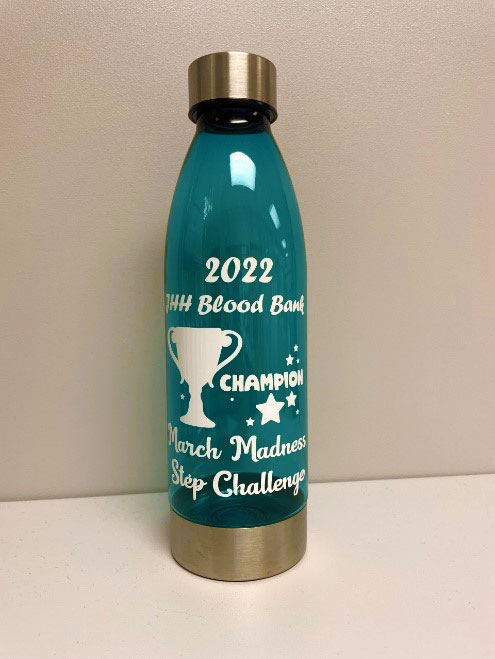 2022
JHH Blood Bank
CHAMPION
March Madness
Step Challenge